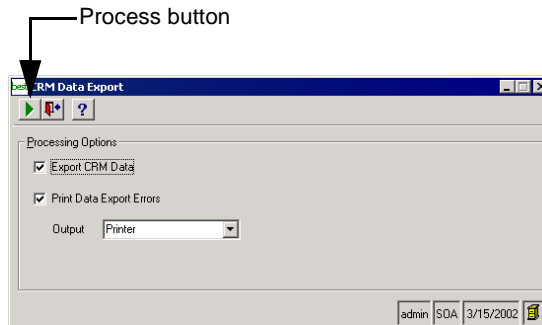 Process button
CRM Data Export
?
Processing Options
Export CRM Data
Print Data Export Errors
Output Printer
admin SOA 3/15/2002